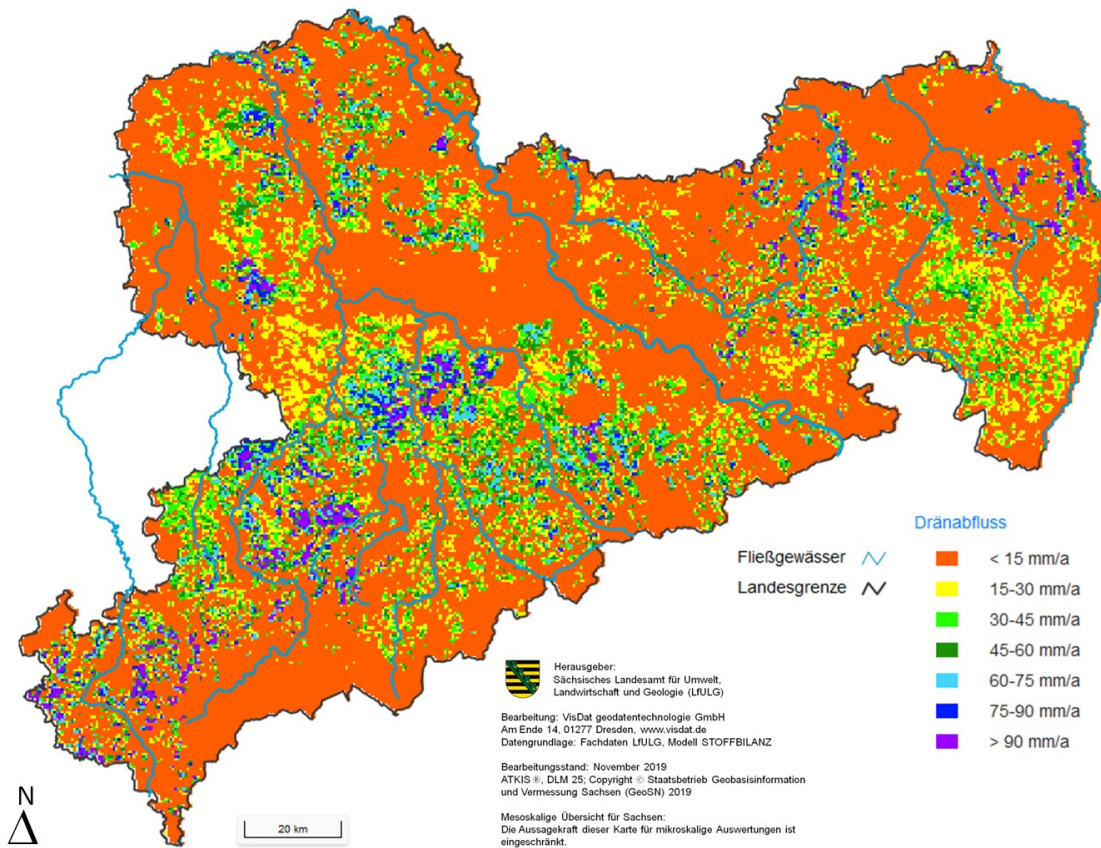 Dränabfluss
Fließgewässer
Landesgrenze
< 15 mm/a
15-30 mm/a
30-45 mm/a
45-60 mm/a
60-75 mm/a
75-90 mm/a
> 90 mm/a
Herausgeber:
Sächsisches Landesamt für Umwelt,
Landwirtschaft und Geologie (LfULG)
Bearbeitung: VisDat geodatentechnologie GmbH
Am Ende 14, 01277 Dresden, www.visdat.de
Datengrundlage: Fachdaten LfULG, Modell STOFFBILANZ
Bearbeitungsstand: November 2019
ATKIS ®, DLM 25; Copyright © Staatsbetrieb Geobasisinformation
und Vermessung Sachsen (GeoSN) 2019
Mesoskalige Übersicht für Sachsen:
Die Aussagekraft dieser Karte für mikroskalige Auswertungen ist
eingeschränkt.
N
20 km